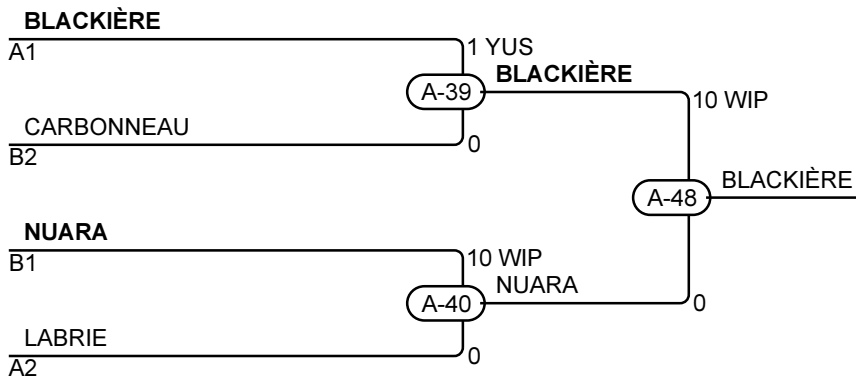 BLACKIÈRE
A1
1 YUS
BLACKIÈRE
A-39
10 WIP
CARBONNEAU
B2
0
A-48
BLACKIÈRE
NUARA
B1
10 WIP
NUARA
A-40
0
LABRIE
A2
0